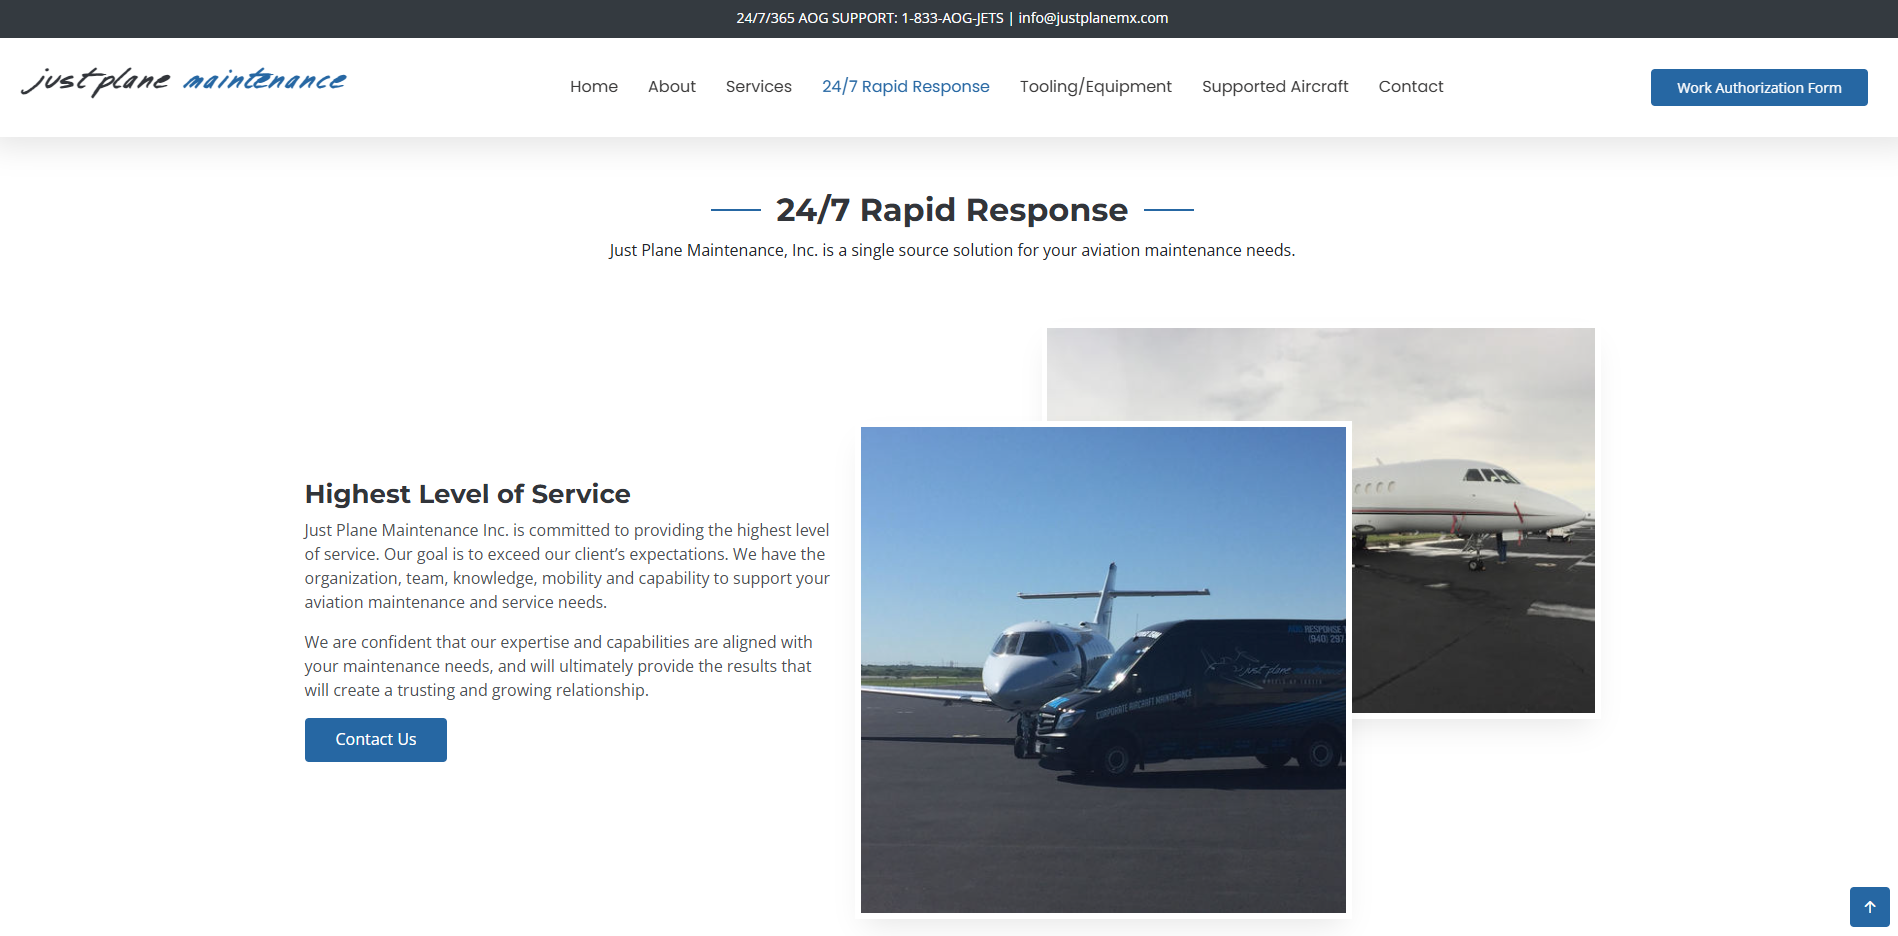 24/7/365 AOG SUPPORT: 1-833-AOG-JETS | info@justplanemx.com
just plane maintenance
Home About Services 24/7 Rapid Response Tooling/Equipment Supported Aircraft Contact
Work Authorization Form
24/7 Rapid Response
Just Plane Maintenance, Inc. is a single source solution for your aviation maintenance needs.
Highest Level of Service
Just Plane Maintenance Inc. is committed to providing the highest level
of service. Our goal is to exceed our client’s expectations. We have the
organization, team, knowledge, mobility and capability to support your
aviation maintenance and service needs.
We are confident that our expertise and capabilities are aligned with
your maintenance needs, and will ultimately provide the results that
will create a trusting and growing relationship.
Contact Us
RESPONSE
(940) 297
just plane maintenance
CORPORATE AIRCRAFT MAINTENANCE